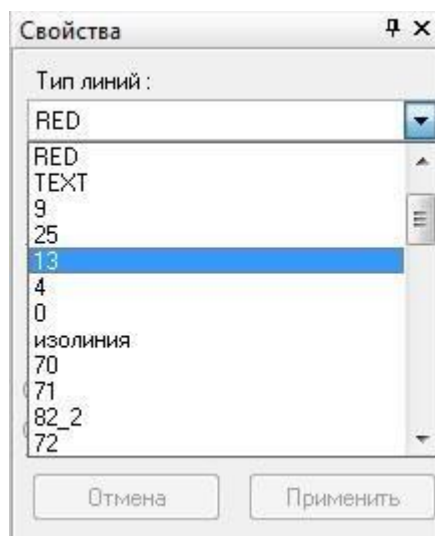 Свойства
Тип линий :
RED
RED
TEXT
9
25
13
4
0
изолиния
70
71
82_2
72
Отмена
Применить